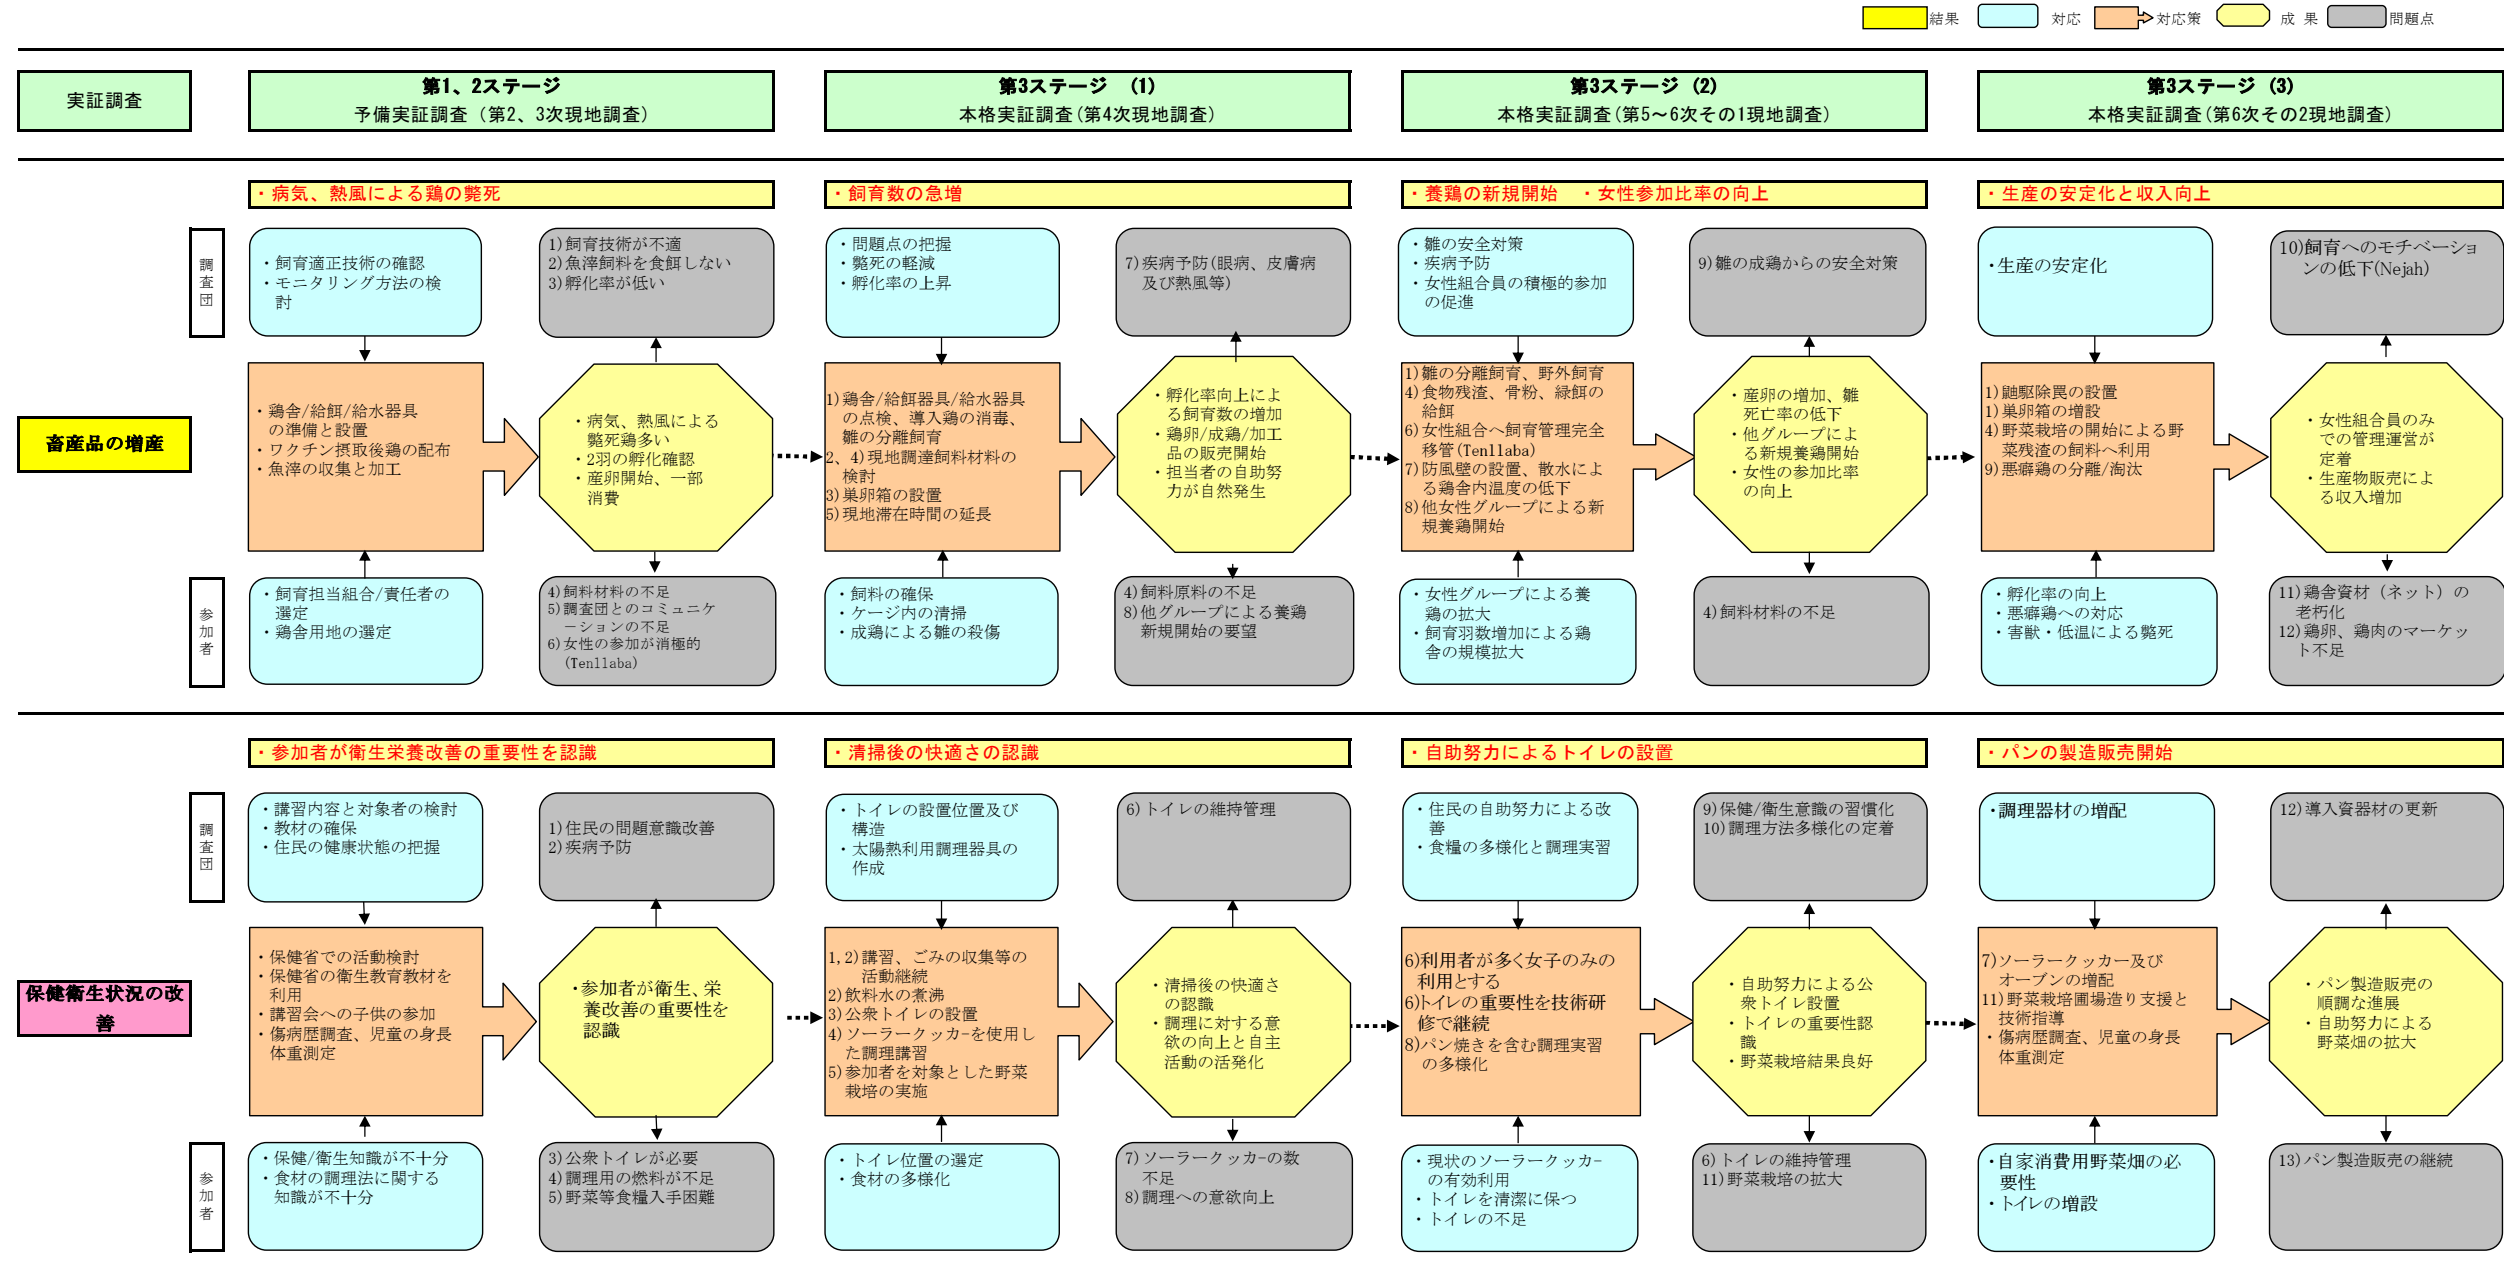 結果
対応
対応策
成 果
問題点
実証調査
第1、2ステージ
予備実証調査（第2、3次現地調査）
第3ステージ　(1)
本格実証調査(第4次現地調査)
第3ステージ (2)
本格実証調査(第5～6次その1現地調査)
第3ステージ (3)
本格実証調査(第6次その2現地調査)
・病気、熱風による鶏の斃死
・飼育数の急増
・養鶏の新規開始　・女性参加比率の向上
・生産の安定化と収入向上
調
査
団
・飼育適正技術の確認
・モニタリング方法の検
討
1)飼育技術が不適
2)魚滓飼料を食餌しない
3)孵化率が低い
・問題点の把握
・斃死の軽減
・孵化率の上昇
7)疾病予防(眼病、皮膚病
及び熱風等)
・雛の安全対策
・疾病予防
・女性組合員の積極的参加
の促進
9)雛の成鶏からの安全対策
・生産の安定化
10)飼育へのモチベーショ
ンの低下(Nejah)
畜産品の増産
・鶏舎/給餌/給水器具
の準備と設置
・ワクチン摂取後鶏の配布
・魚滓の収集と加工
・病気、熱風による
斃死鶏多い
・2羽の孵化確認
・産卵開始、一部
消費
1)鶏舎/給餌器具/給水器具
の点検、導入鶏の消毒、
雛の分離飼育
2、4)現地調達飼料材料の
検討
3)巣卵箱の設置
5)現地滞在時間の延長
・孵化率向上によ
る飼育数の増加
・鶏卵/成鶏/加工
品の販売開始
・担当者の自助努
力が自然発生
1)雛の分離飼育、野外飼育
4)食物残渣、骨粉、緑餌の
給餌
6)女性組合へ飼育管理完全
移管(Tenllaba)
7)防風壁の設置、散水によ
る鶏舎内温度の低下
8)他女性グループによる新
規養鶏開始
・産卵の増加、雛
死亡率の低下
・他グループによ
る新規養鶏開始
・女性の参加比率
の向上
1)鼬駆除罠の設置
1)巣卵箱の増設
4)野菜栽培の開始による野
菜残渣の飼料へ利用
9)悪癖鶏の分離/淘汰
・女性組合員のみ
での管理運営が
定着
・生産物販売によ
る収入増加
参
加
者
・飼育担当組合/責任者の
選定
・鶏舎用地の選定
4)飼料材料の不足
5)調査団とのコミュニケ
ーションの不足
6)女性の参加が消極的
(Tenllaba)
・飼料の確保
・ケージ内の清掃
・成鶏による雛の殺傷
4)飼料原料の不足
8)他グループによる養鶏
新規開始の要望
・女性グループによる養
鶏の拡大
・飼育羽数増加による鶏
舎の規模拡大
4)飼料材料の不足
・孵化率の向上
・悪癖鶏への対応
・害獣・低温による斃死
11)鶏舎資材（ネット）の
老朽化
12)鶏卵、鶏肉のマーケッ
ト不足
・参加者が衛生栄養改善の重要性を認識
・清掃後の快適さの認識
・自助努力によるトイレの設置
・パンの製造販売開始
調
査
団
・講習内容と対象者の検討
・教材の確保
・住民の健康状態の把握
1)住民の問題意識改善
2)疾病予防
・トイレの設置位置及び
構造
・太陽熱利用調理器具の
作成
6)トイレの維持管理
・住民の自助努力による改
善
・食糧の多様化と調理実習
9)保健/衛生意識の習慣化
10)調理方法多様化の定着
・調理器材の増配
12)導入資器材の更新
保健衛生状況の改
善
・保健省での活動検討
・保健省の衛生教育教材を
利用
・講習会への子供の参加
・傷病歴調査、児童の身長
体重測定
・参加者が衛生、栄
養改善の重要性を
認識
1,2)講習、ごみの収集等の
活動継続
2)飲料水の煮沸
3)公衆トイレの設置
4)ソーラークッカｰを使用し
た調理講習
5)参加者を対象とした野菜
栽培の実施
・清掃後の快適さ
の認識
・調理に対する意
欲の向上と自主
活動の活発化
6)利用者が多く女子のみの
利用とする
6)トイレの重要性を技術研
修で継続
8)パン焼きを含む調理実習
の多様化
・自助努力による公
衆トイレ設置
・トイレの重要性認
識
・野菜栽培結果良好
7)ソーラークッカー及び
オーブンの増配
11)野菜栽培圃場造り支援と
技術指導
・傷病歴調査、児童の身長
体重測定
・パン製造販売の
順調な進展
・自助努力による
野菜畑の拡大
参
加
者
・保健/衛生知識が不十分
・食材の調理法に関する
知識が不十分
3)公衆トイレが必要
4)調理用の燃料が不足
5)野菜等食糧入手困難
・トイレ位置の選定
・食材の多様化
7)ソーラークッカｰの数
不足
8)調理への意欲向上
・現状のソーラークッカｰ
の有効利用
・トイレを清潔に保つ
・トイレの不足
6)トイレの維持管理
11)野菜栽培の拡大
・自家消費用野菜畑の必
要性
・トイレの増設
13)パン製造販売の継続